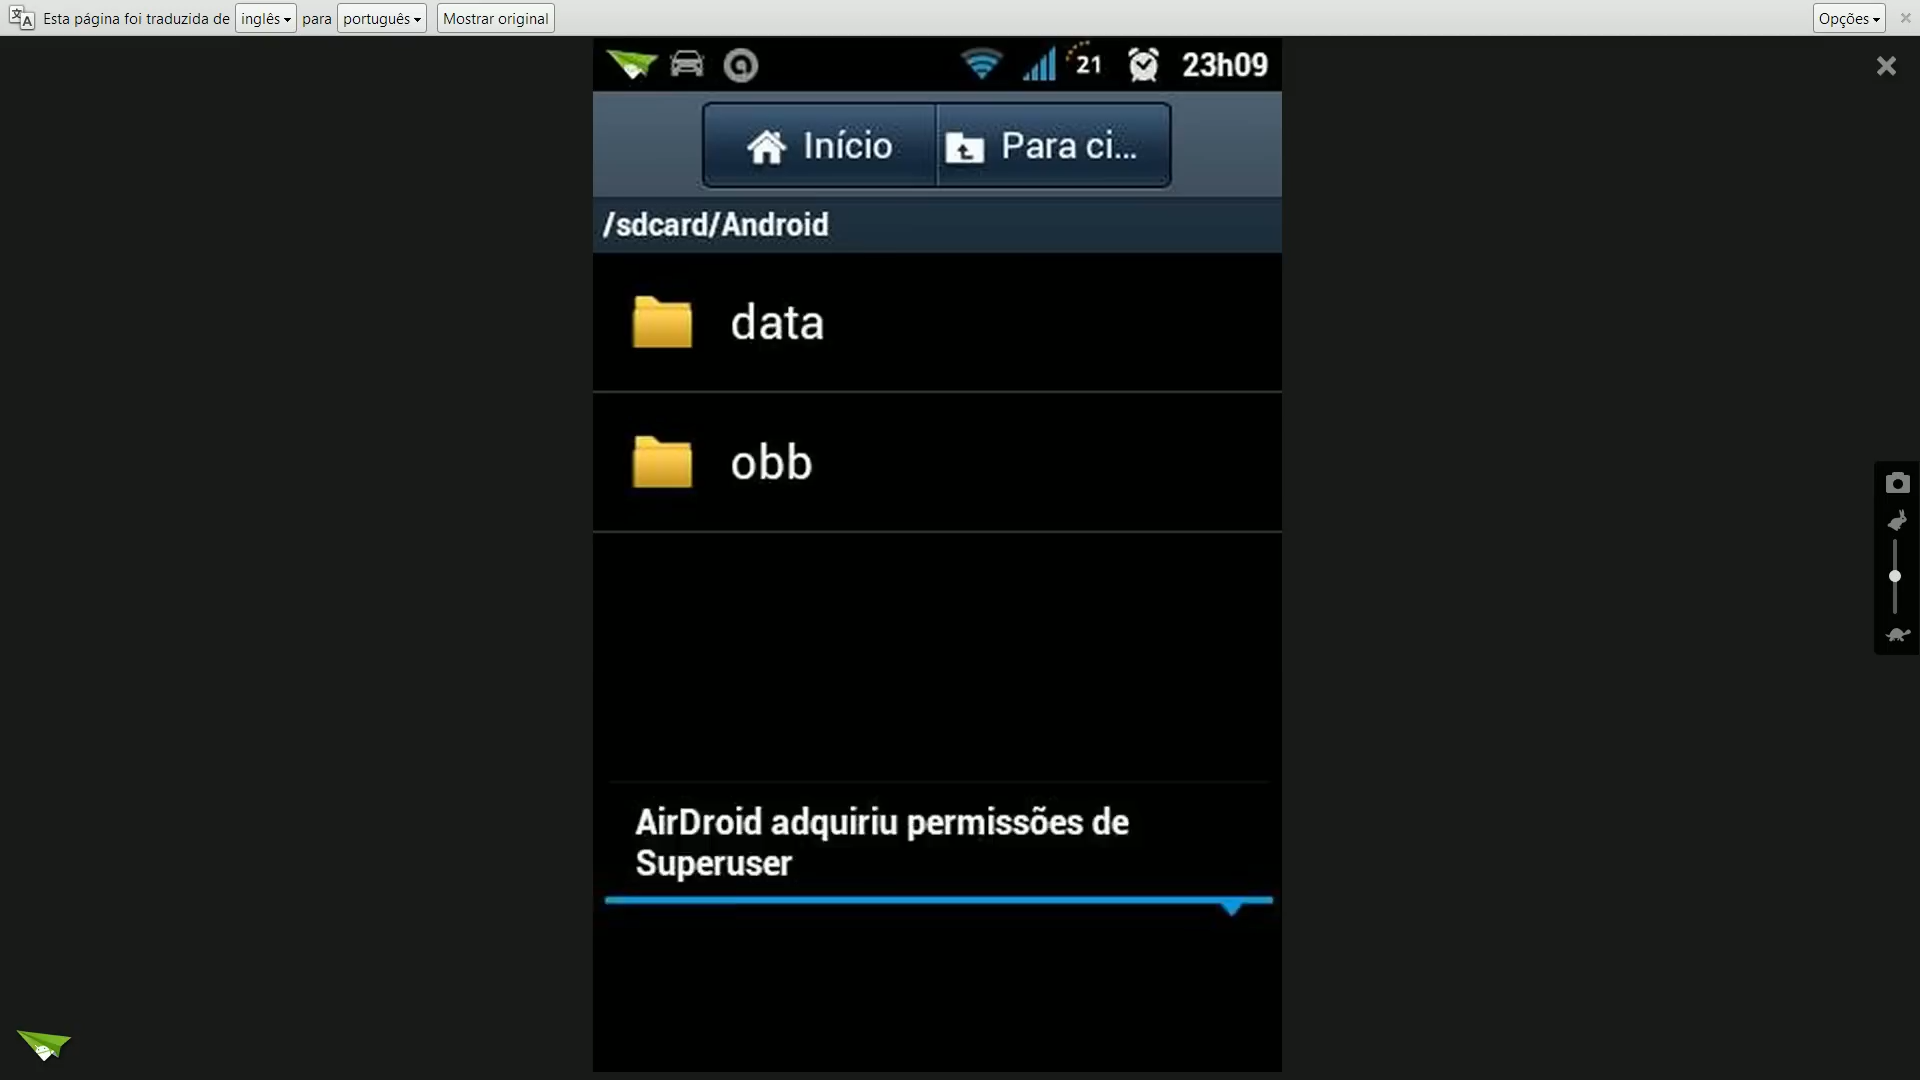 Esta página foi traduzida de inglês para português Mostrar original Opções
21 23h09
Início Para ci...
/sdcard/Android
data
obb
AirDroid adquiriu permissões de
Superuser